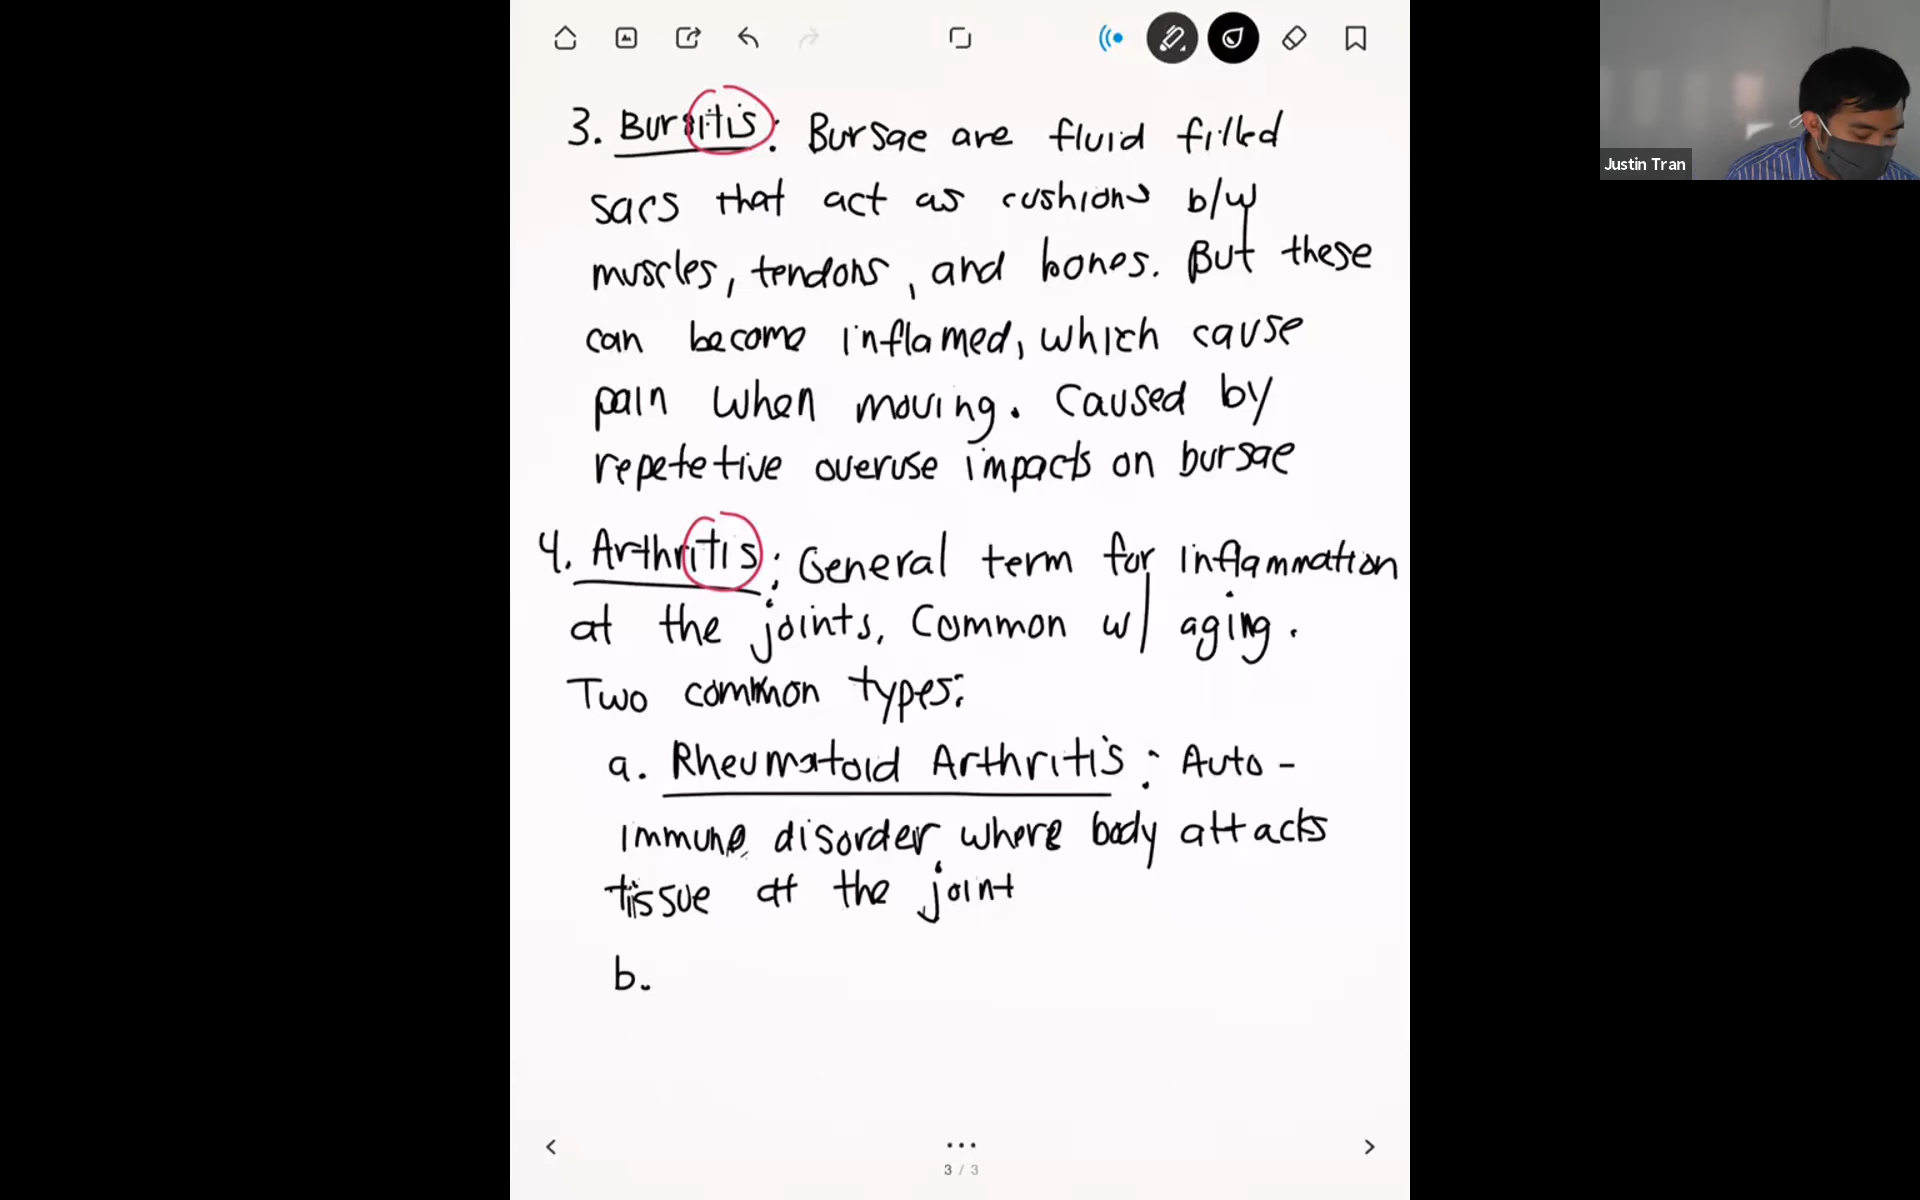 3. Bursitis: Bursae are fluid filled
sacs that act as cushions b/w
muscles, tendons, and bones. But these
can become inflamed, which cause
pain when moving. Caused by
repetetive overuse impacts on bursae
4. Arthritis: General term for inflammation
at the joints, Common w/ aging.
Two common types:
a. Rheumatoid Arthritis: Auto-
immune disorder where body attacks
tissue at the joint
b.
3 / 3
Justin Tran